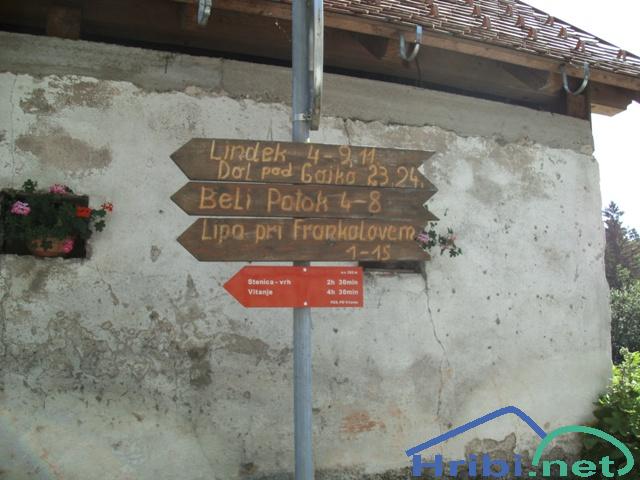 Lindek 4-9,11
Dol pod Gojko 23,24,
Beli Potok 4-8
Lipa pri Frankolovem
1-15
Stenica - vrh 2h 30min
Vitanje 4h 30min
Hribi.net